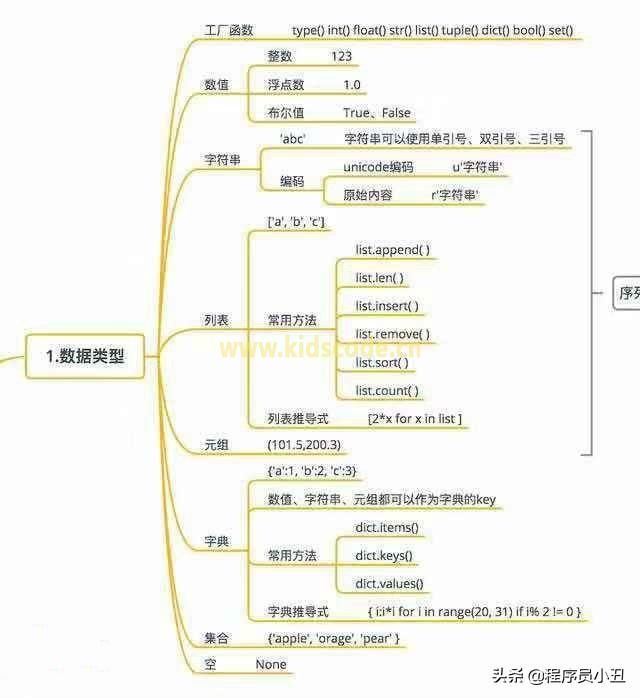 工厂函数 type() int() float() str() list() tuple() dict() bool() set()
整数 123
数值 浮点数 1.0
布尔值 True、False
'abc' 字符串可以使用单引号、双引号、三引号
字符串
unicode编码 u'字符串'
编码
原始内容 r'字符串'
['a', 'b', 'c']
list.append( )
list.len( )
序列
list.insert( )
列表 常用方法
list.remove( )
www.kidscode.cn
1.数据类型
list.sort( )
list.count( )
列表推导式 [2*x for x in list ]
元组 (101.5,200.3)
{'a':1, 'b':2, 'c':3}
数值、字符串、元组都可以作为字典的key
dict.items()
字典
常用方法 dict.keys()
dict.values()
字典推导式 { i:i*i for i in range(20, 31) if i% 2 != 0 }
集合 {'apple', 'orage', 'pear' }
空 None
头条 @程序员小丑